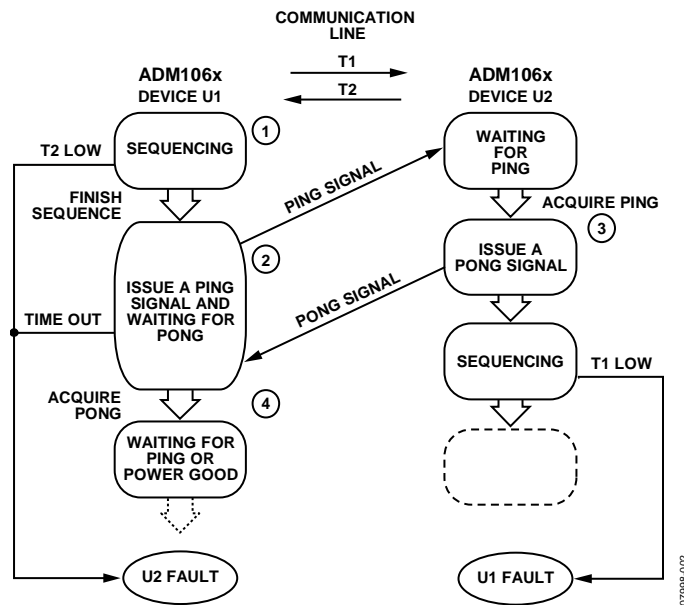 COMMUNICATION
LINE
T1
T2
ADM106x
DEVICE U1
ADM106x
DEVICE U2
1
SEQUENCING
T2 LOW
FINISH
SEQUENCE
PING SIGNAL
WAITING
FOR
PING
ACQUIRE PING
3
2
ISSUE A PING
SIGNAL AND
WAITING FOR
PONG
ISSUE A
PONG SIGNAL
PONG SIGNAL
TIME OUT
SEQUENCING
T1 LOW
ACQUIRE
PONG
4
WAITING FOR
PING OR
POWER GOOD
U2 FAULT
U1 FAULT
07998-002